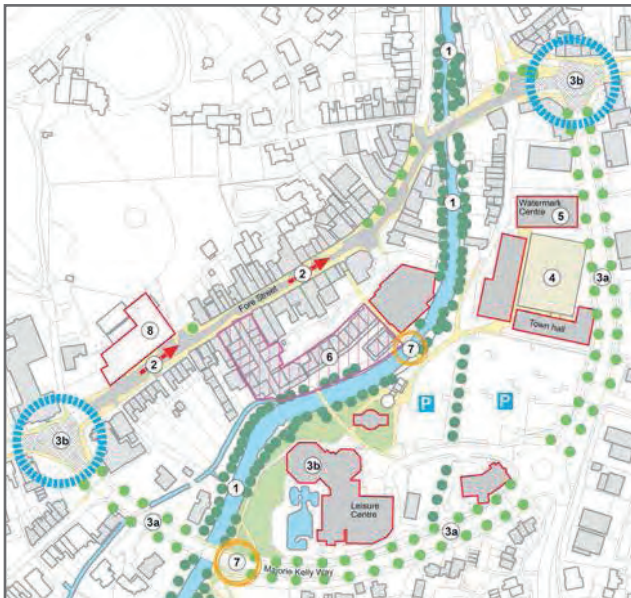 1
3b
Watermark
Centre
5
1
2
Fore Street
4
3a
8
Town hall
2
6
7
P
P
3b
3b
1
Leisure
Centre
3a
3a
7
Marjorie Kelly Way